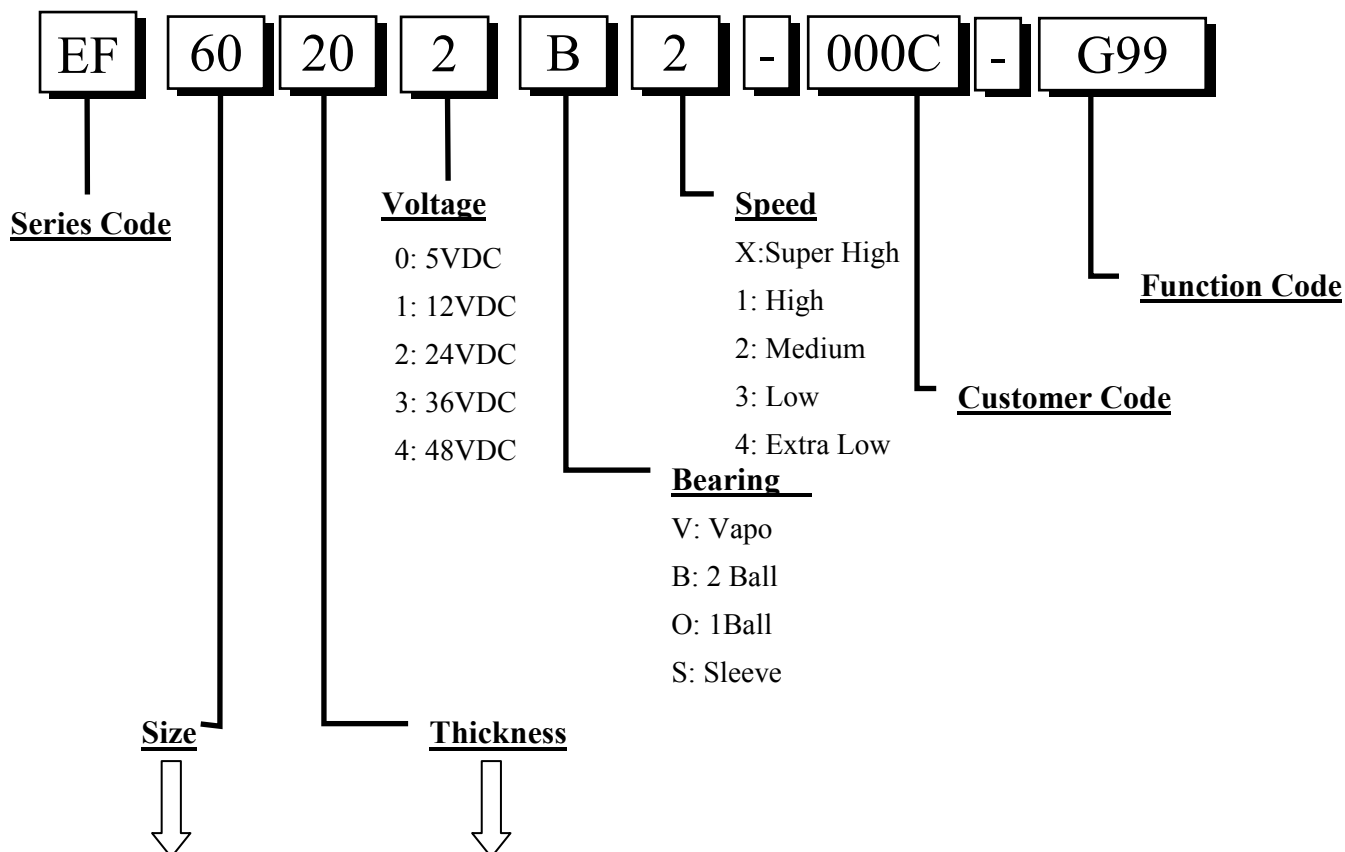 EF 60 20 2 B 2 - 000C - G99
Series Code
Voltage
0: 5VDC
1: 12VDC
2: 24VDC
3: 36VDC
4: 48VDC
Speed
X:Super High
1: High
2: Medium
3: Low
4: Extra Low
Function Code
Customer Code
Bearing
V: Vapo
B: 2 Ball
O: 1Ball
S: Sleeve
Size
Thickness